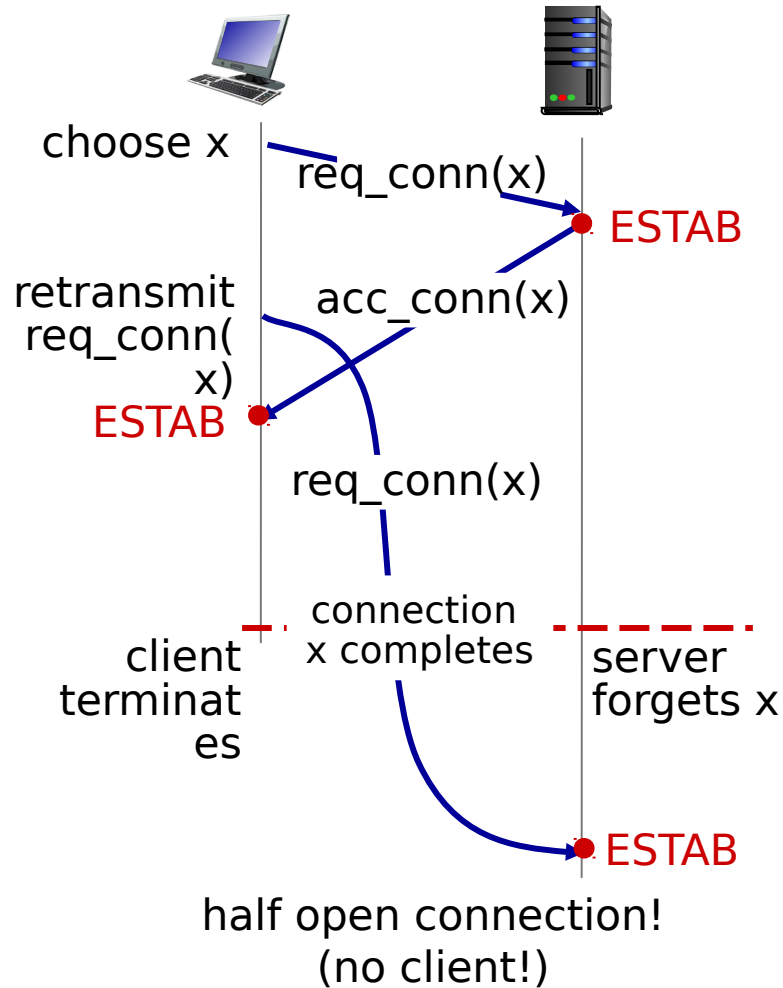 choose x
req_conn(x)
ESTAB
retransmit
req_conn(
x)
acc_conn(x)
ESTAB
req_conn(x)
connection
x completes
client
terminat
es
server
forgets x
ESTAB
half open connection!
(no client!)